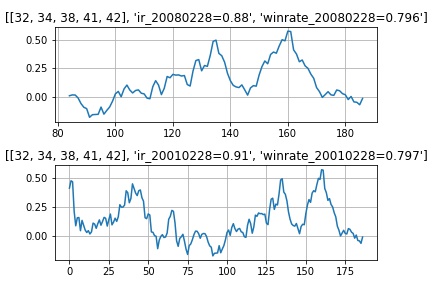 [[32, 34, 38, 41, 42], 'ir_20080228=0.88', 'winrate_20080228=0.796']
0.50
0.25
0.00
80 100 120 140 160 180
[[32, 34, 38, 41, 42], 'ir_20010228=0.91', 'winrate_20010228=0.797']
0.50
0.25
0.00
0 25 50 75 100 125 150 175